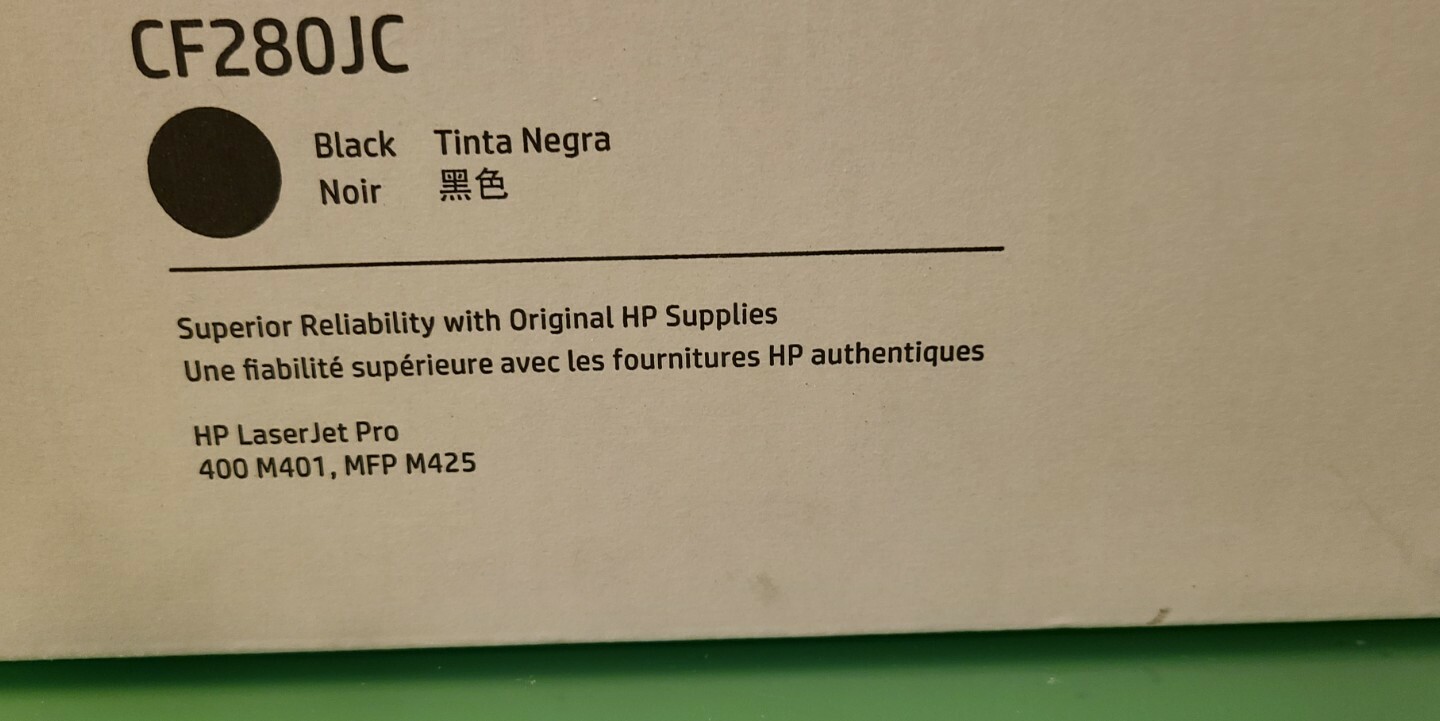 CF280JC
Black Tinta Negra
Noir 黑色
Superior Reliability with Original HP Supplies
Une fiabilité supérieure avec les fournitures HP authentiques
HP LaserJet Pro
400 M401, MFP M425